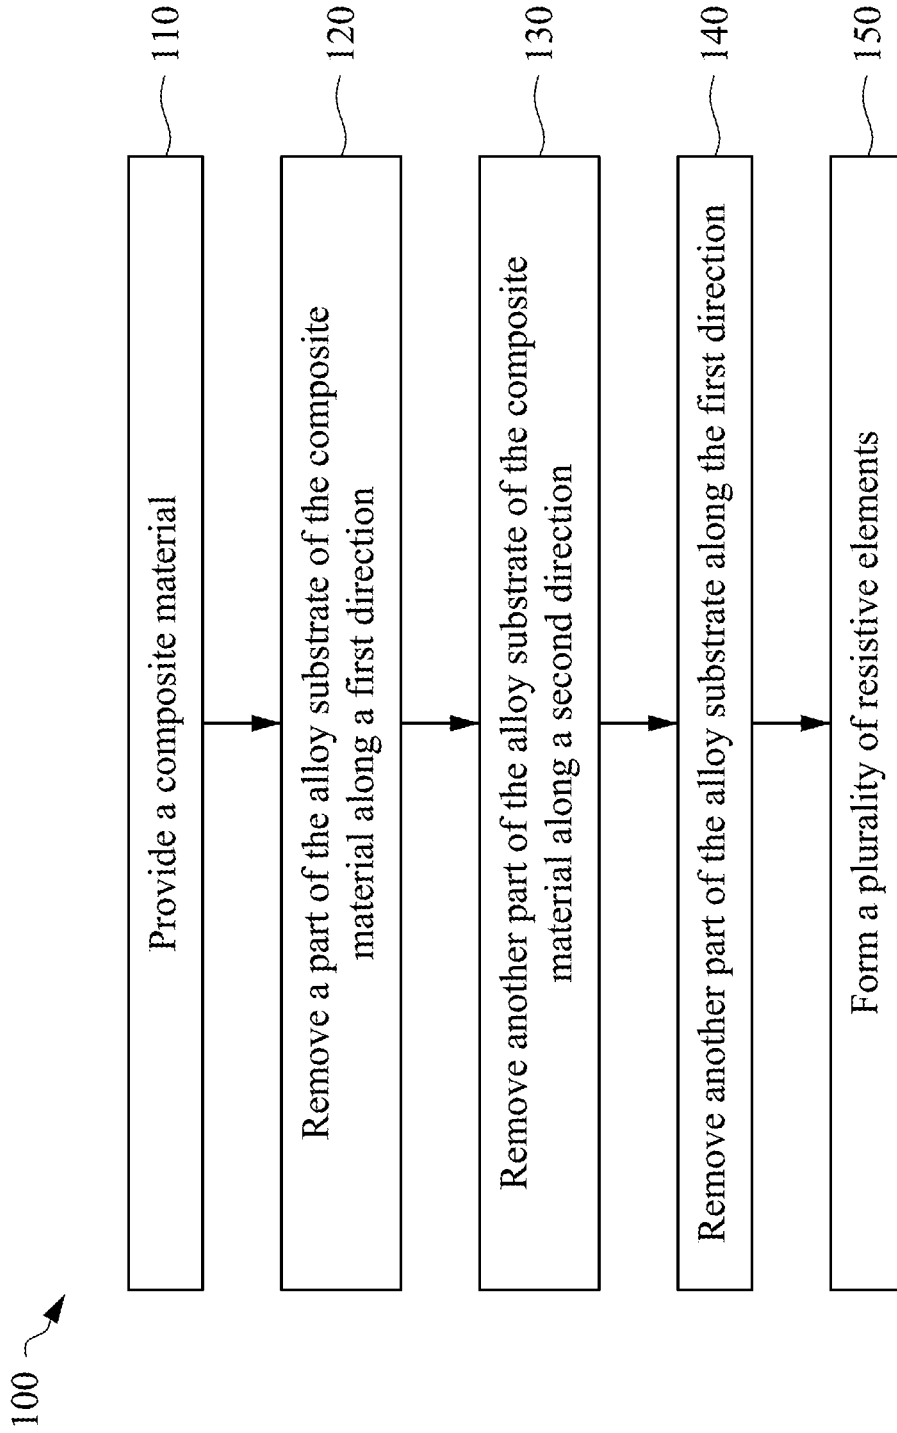 100
Provide a composite material
110
Remove a part of the alloy substrate of the composite
material along a first direction
120
Remove another part of the alloy substrate of the composite
material along a second direction
130
Remove another part of the alloy substrate along the first direction
140
Form a plurality of resistive elements
150